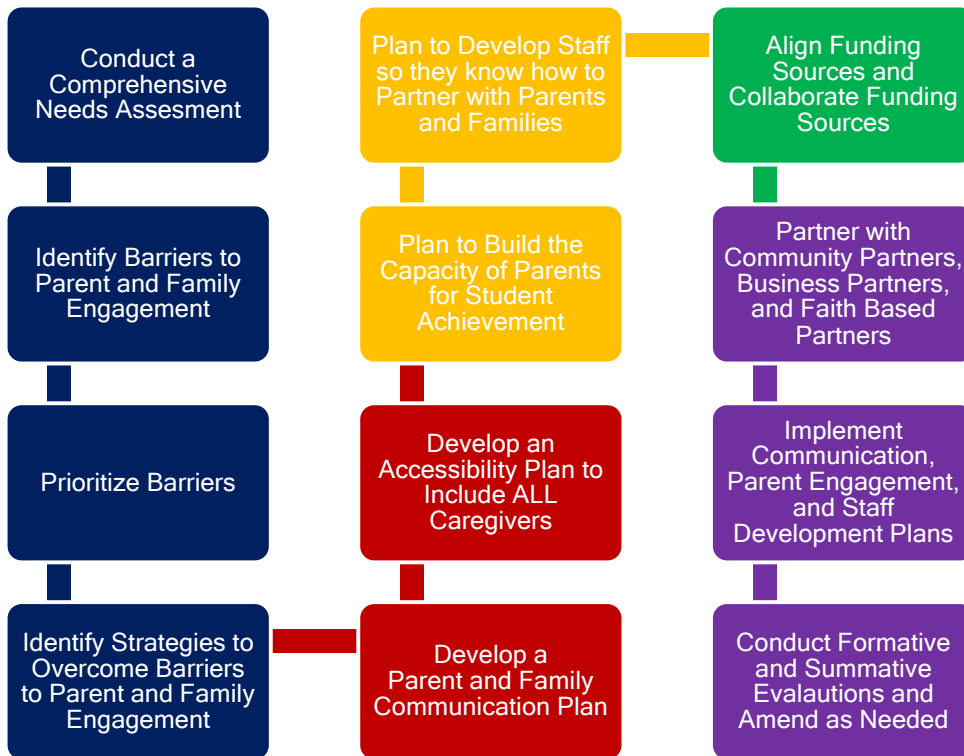 Conduct a
Comprehensive
Needs Assesment
Identify Barriers to
Parent and Family
Engagement
Prioritize Barriers
Identify Strategies to
Overcome Barriers
to Parent and Family
Engagement
Develop a
Parent and Family
Communication Plan
Develop an
Accessibility Plan to
Include ALL
Caregivers
Plan to Build the
Capacity of Parents
for Student
Achievement
Plan to Develop Staff
so they know how to
Partner with Parents
and Families
Align Funding
Sources and
Collaborate Funding
Sources
Partner with
Community Partners,
Business Partners,
and Faith Based
Partners
Implement
Communication,
Parent Engagement,
and Staff
Development Plans
Conduct Formative
and Summative
Evalautions and
Amend as Needed